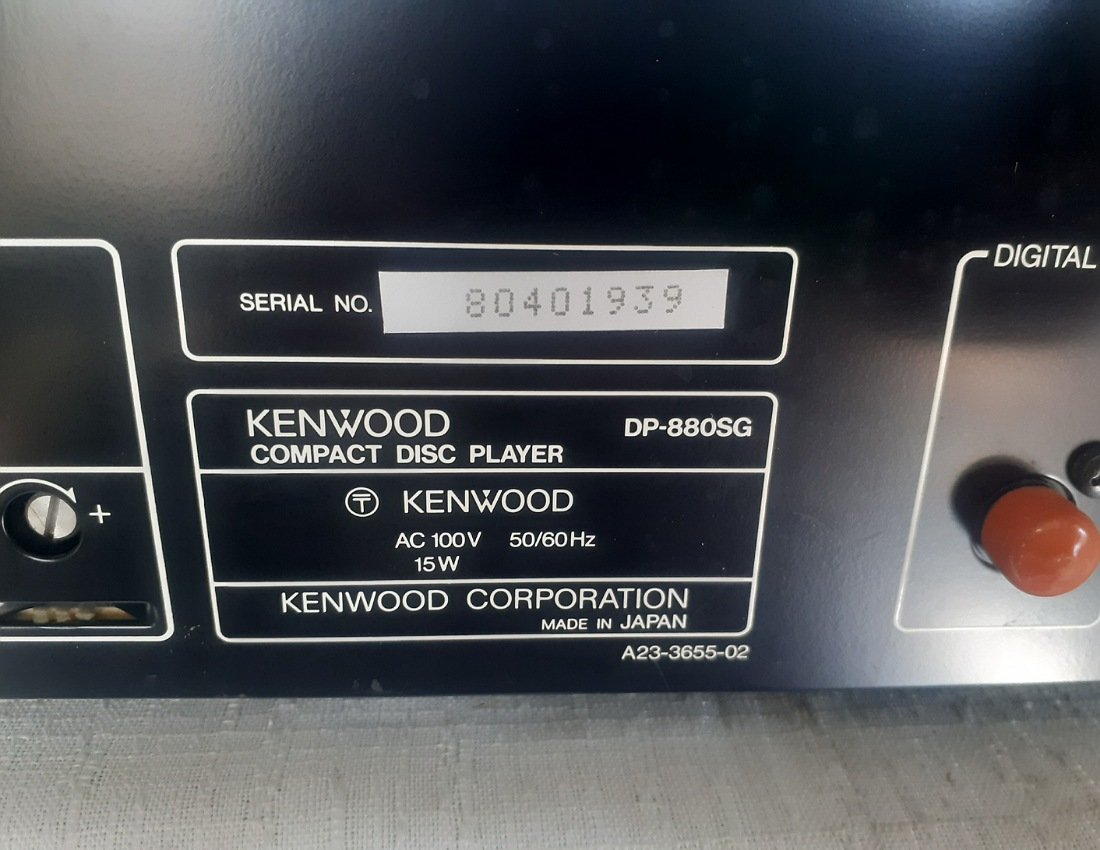 SERIAL NO. 80401939
DIGITAL
KENWOOD DP-880SG
COMPACT DISC PLAYER
〒 KENWOOD
+
AC 100V 50/60Hz
15W
KENWOOD CORPORATION
MADE IN JAPAN
A23-3655-02